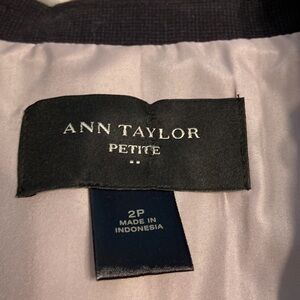 ANN TAYLOR
PETITE
2P
MADE IN
INDONESIA